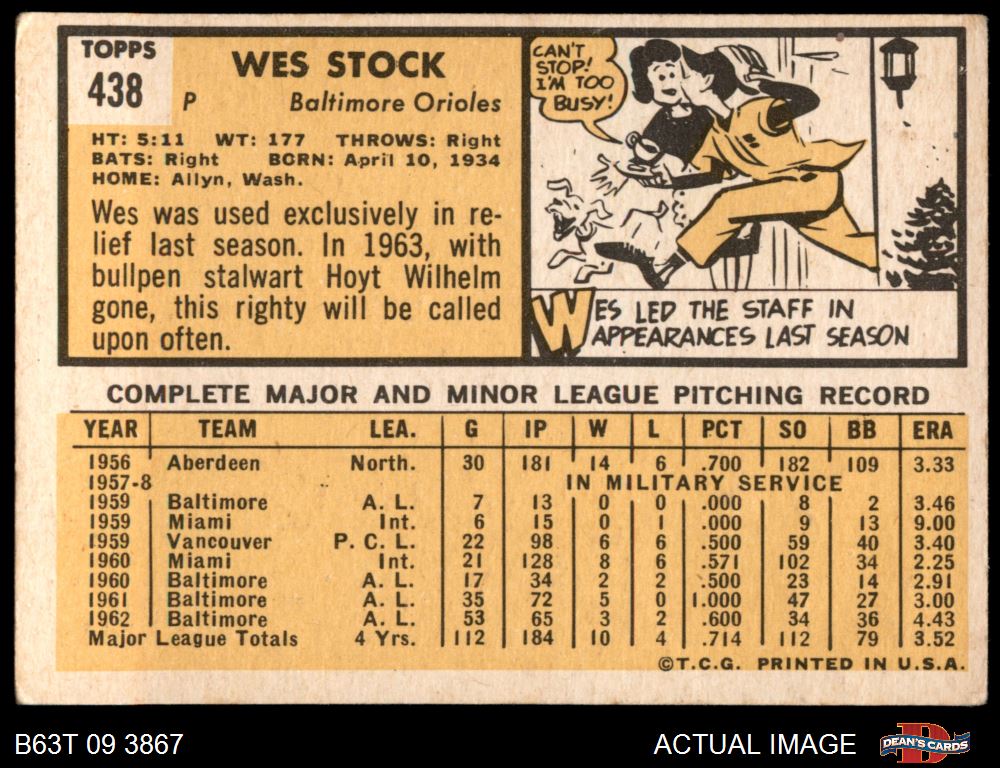 TOPPS
438
WES STOCK
P Baltimore Orioles
HT: 5:11 WT: 177 THROWS: Right
BATS: Right BORN: April 10, 1934
HOME: Allyn, Wash.
Wes was used exclusively in re-
lief last season. In 1963, with
bullpen stalwart Hoyt Wilhelm
gone, this righty will be called
upon often.
CAN'T
STOP!
I'M TOO
BUSY!
WES LED THE STAFF IN
APPEARANCES LAST SEASON
COMPLETE MAJOR AND MINOR LEAGUE PITCHING RECORD
YEAR TEAM LEA. G IP W L PCT SO BB ERA
1956 Aberdeen North. 30 181 14 6 .700 182 109 3.33
1957-8 IN MILITARY SERVICE
1959 Baltimore A. L. 7 13 0 0 .000 8 2 3.46
1959 Miami Int. 6 15 0 1 .000 9 13 9.00
1959 Vancouver P. C. L. 22 98 6 6 .500 59 40 3.40
1960 Miami Int. 21 128 8 6 .571 102 34 2.25
1960 Baltimore A. L. 17 34 2 2 .500 23 14 2.91
1961 Baltimore A. L. 35 72 5 0 1.000 47 27 3.00
1962 Baltimore A. L. 53 65 3 2 .600 34 36 4.43
Major League Totals 4 Yrs. 112 184 10 4 .714 112 79 3.52
©T.C.G. PRINTED IN U.S.A.
B63T 09 3867
ACTUAL IMAGE
D
DEAN'S CARDS